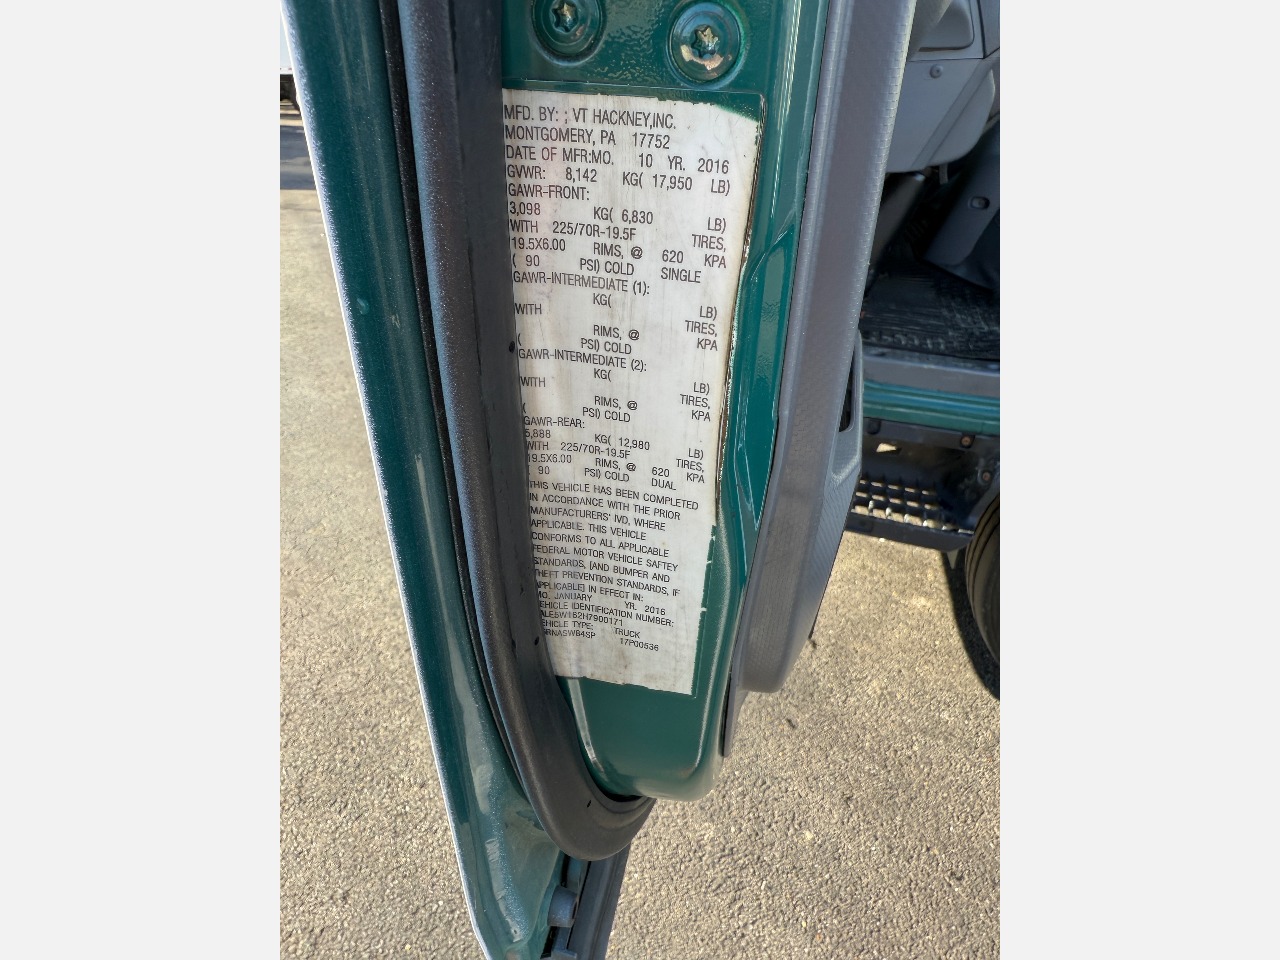 MFD. BY: ; VT HACKNEY,INC.
MONTGOMERY, PA 17752
DATE OF MFR:MO. 10 YR. 2016
GVWR: 8,142 KG( 17,950 LB)
GAWR-FRONT:
3,098 KG( 6,830 LB)
WITH 225/70R-19.5F TIRES,
19.5X6.00 RIMS, @ 620 KPA
( 90 PSI) COLD SINGLE
GAWR-INTERMEDIATE (1):
KG( LB)
WITH TIRES,
RIMS, @ KPA
( PSI) COLD
GAWR-INTERMEDIATE (2):
KG( LB)
WITH TIRES,
RIMS, @ KPA
( PSI) COLD
GAWR-REAR:
5,888 KG( 12,980 LB)
WITH 225/70R-19.5F TIRES,
19.5X6.00 RIMS, @ 620 KPA
( 90 PSI) COLD DUAL
THIS VEHICLE HAS BEEN COMPLETED
IN ACCORDANCE WITH THE PRIOR
MANUFACTURERS' IVD, WHERE
APPLICABLE. THIS VEHICLE
CONFORMS TO ALL APPLICABLE
FEDERAL MOTOR VEHICLE SAFTEY
STANDARDS, [AND BUMPER AND
THEFT PREVENTION STANDARDS, IF
APPLICABLE] IN EFFECT IN:
MO. JANUARY YR. 2016
VEHICLE IDENTIFICATION NUMBER:
VEHICLE TYPE: TRUCK
17P00536